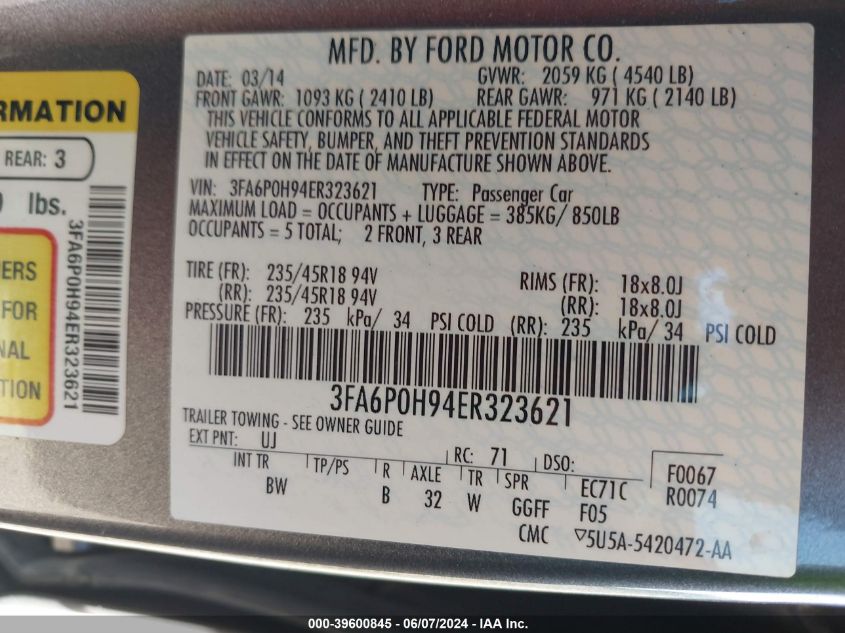 RMATION
REAR: 3
lbs.
3FA6P0H94ER323621
ERS
FOR
NAL
TION
MFD. BY FORD MOTOR CO.
DATE: 03/14 GVWR: 2059 KG ( 4540 LB)
FRONT GAWR: 1093 KG ( 2410 LB) REAR GAWR: 971 KG ( 2140 LB)
THIS VEHICLE CONFORMS TO ALL APPLICABLE FEDERAL MOTOR
VEHICLE SAFETY, BUMPER, AND THEFT PREVENTION STANDARDS
IN EFFECT ON THE DATE OF MANUFACTURE SHOWN ABOVE.
VIN: 3FA6P0H94ER323621 TYPE: Passenger Car
MAXIMUM LOAD = OCCUPANTS + LUGGAGE = 385KG/ 850LB
OCCUPANTS = 5 TOTAL; 2 FRONT, 3 REAR
TIRE (FR): 235/45R18 94V RIMS (FR): 18x8.0J
(RR): 235/45R18 94V (RR): 18x8.0J
PRESSURE (FR): 235 kPa/ 34 PSI COLD (RR): 235 kPa/ 34 PSI COLD
3FA6P0H94ER323621
TRAILER TOWING - SEE OWNER GUIDE
EXT PNT: UJ RC: 71 DSO: F0067
INT TR TP/PS R AXLE TR SPR EC71C R0074
BW B 32 W GGFF F05
CMC ▽5U5A-5420472-AA
000-39600845 - 06/07/2024 - IAA Inc.